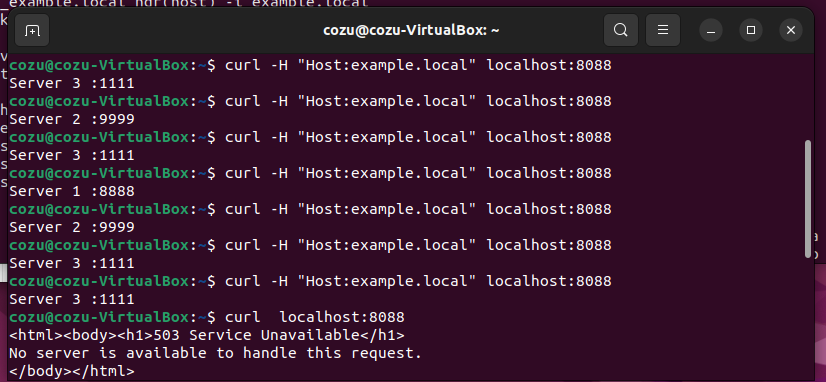 _example.local hdr(host) -i example.local
cozu@cozu-VirtualBox: ~
cozu@cozu-VirtualBox:~$ curl -H "Host:example.local" localhost:8088
Server 3 :1111
cozu@cozu-VirtualBox:~$ curl -H "Host:example.local" localhost:8088
Server 2 :9999
cozu@cozu-VirtualBox:~$ curl -H "Host:example.local" localhost:8088
Server 3 :1111
cozu@cozu-VirtualBox:~$ curl -H "Host:example.local" localhost:8088
Server 1 :8888
cozu@cozu-VirtualBox:~$ curl -H "Host:example.local" localhost:8088
Server 2 :9999
cozu@cozu-VirtualBox:~$ curl -H "Host:example.local" localhost:8088
Server 3 :1111
cozu@cozu-VirtualBox:~$ curl -H "Host:example.local" localhost:8088
Server 3 :1111
cozu@cozu-VirtualBox:~$ curl  localhost:8088
<html><body><h1>503 Service Unavailable</h1>
No server is available to handle this request.
</body></html>